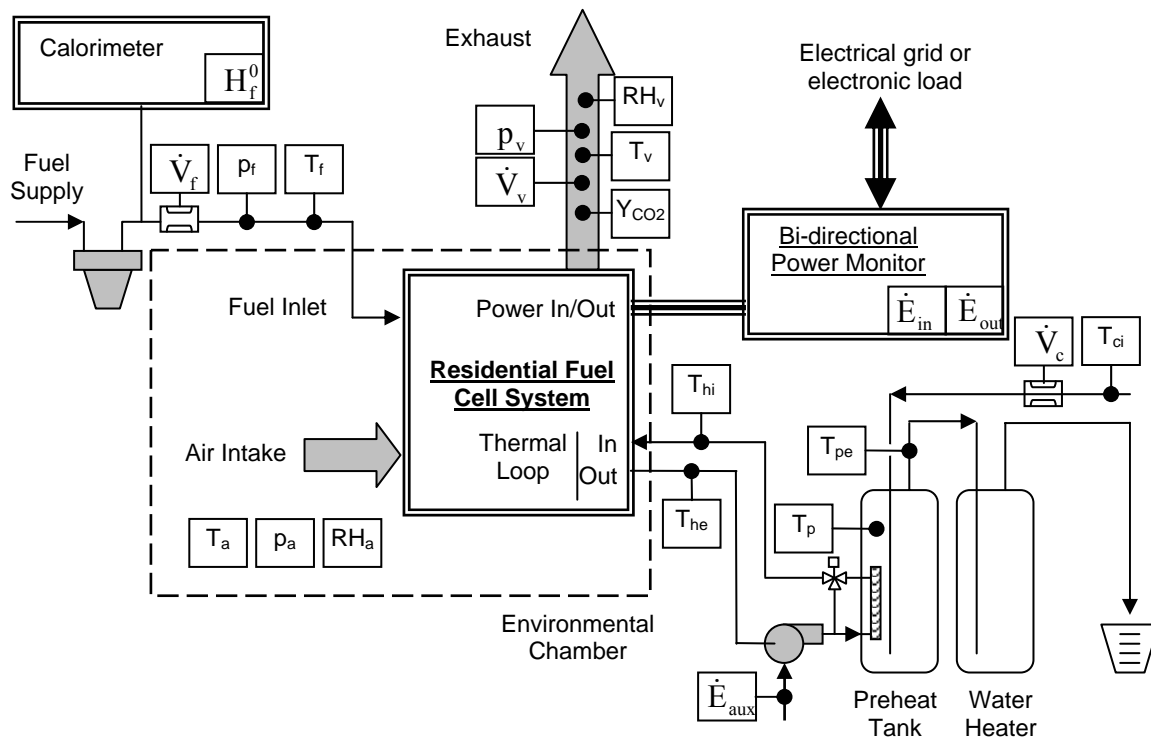 Calorimeter
H⁰_f
Exhaust
Electrical grid or
electronic load
RH_v
p_v
T_v
V̇_v
Y_CO2
Fuel
Supply
V̇_f
p_f
T_f
Bi-directional
Power Monitor
Ė_in
Ė_out
Fuel Inlet
Power In/Out
Residential Fuel
Cell System
Thermal
Loop
In
Out
Air Intake
T_a
p_a
RH_a
Environmental
Chamber
T_hi
T_he
V̇_c
T_ci
T_pe
T_p
Ė_aux
Preheat
Tank
Water
Heater